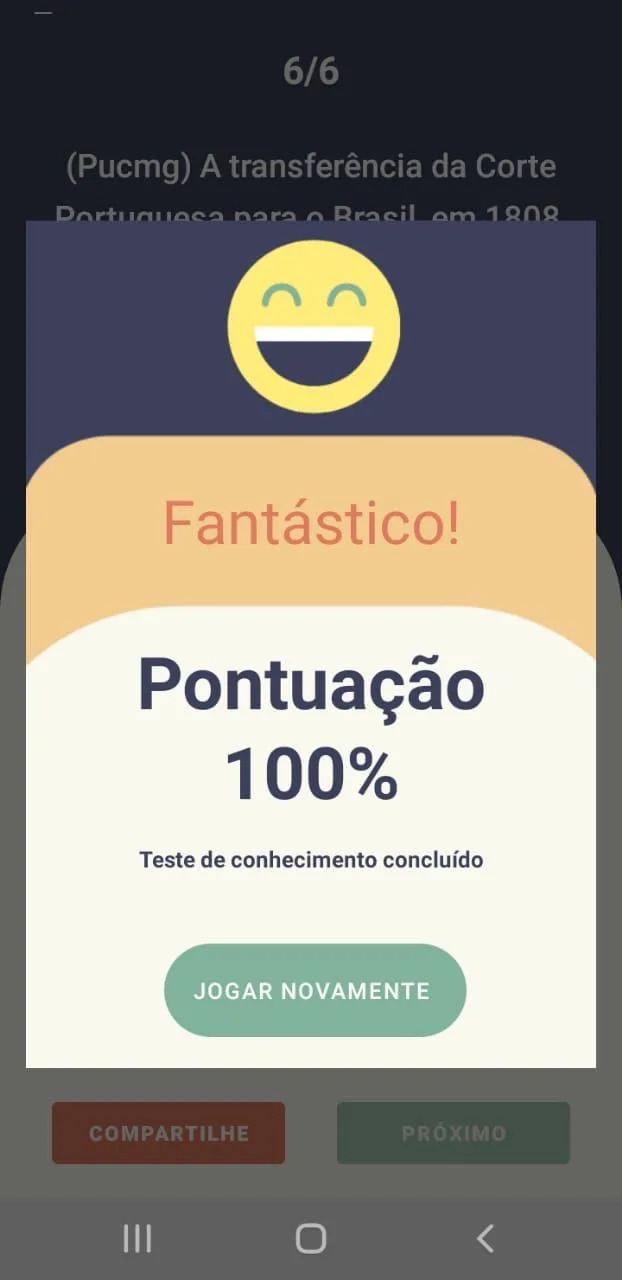 6/6
(Pucmg) A transferência da Corte
Portuguesa para o Brasil, em 1808,
Fantástico!
Pontuação
100%
Teste de conhecimento concluído
JOGAR NOVAMENTE
COMPARTILHE
PRÓXIMO